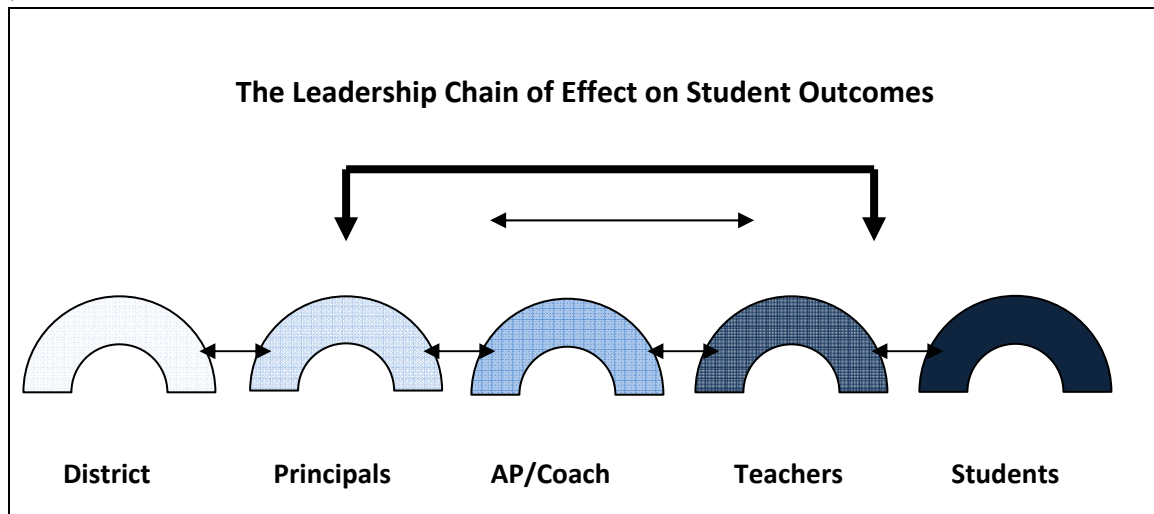 The Leadership Chain of Effect on Student Outcomes
District Principals AP/Coach Teachers Students